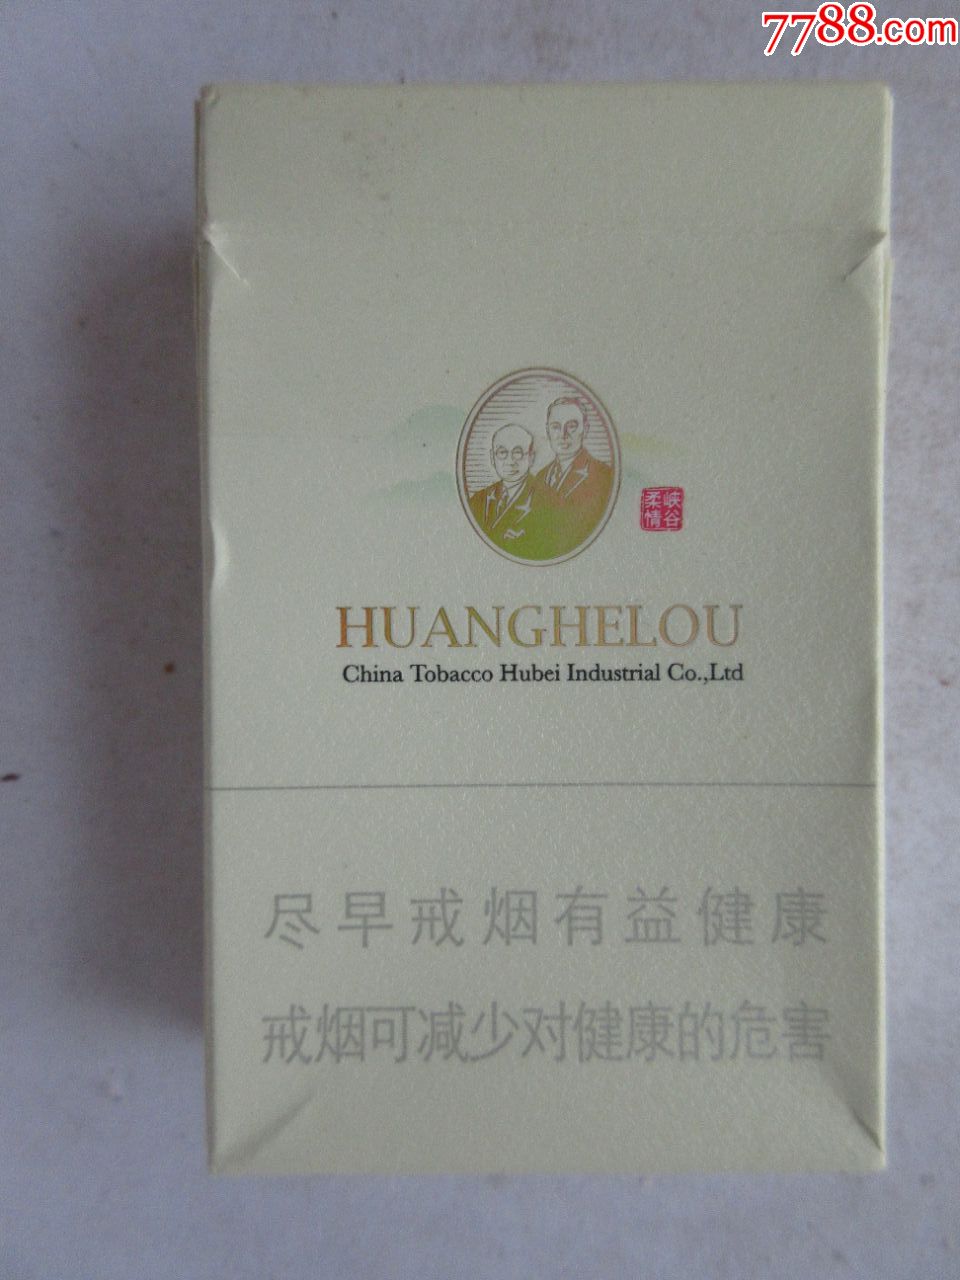 7788.com
峡谷
柔情
HUANGHELOU
China Tobacco Hubei Industrial Co.,Ltd
尽早戒烟有益健康
戒烟可减少对健康的危害